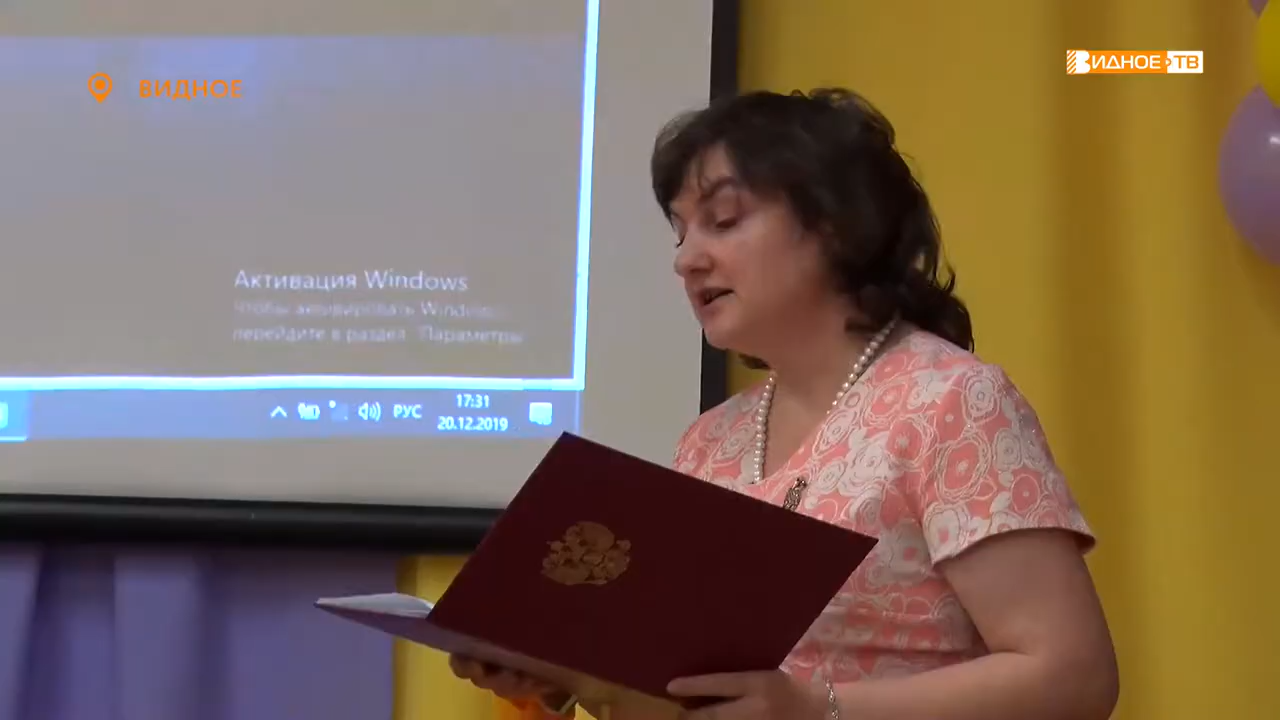 ВИДНОЕ
ВИДНОЕ ТВ
Активация Windows
Чтобы активировать Windows,
перейдите в раздел "Параметры
РУС
17:31
20.12.2019